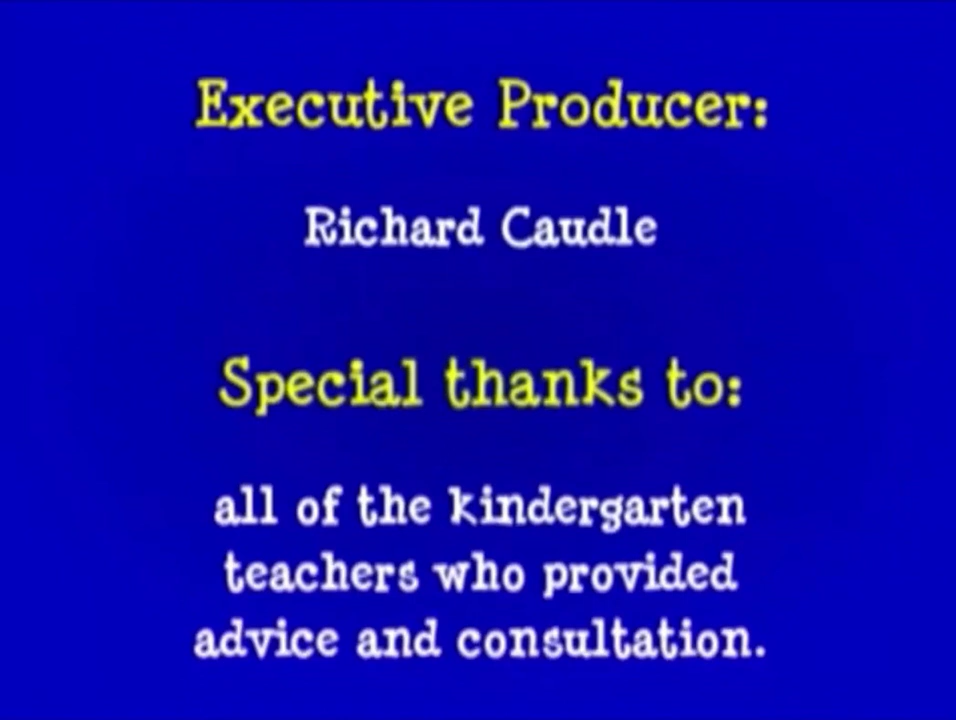 Executive Producer:
Richard Caudle
Special thanks to:
all of the kindergarten
teachers who provided
advice and consultation.